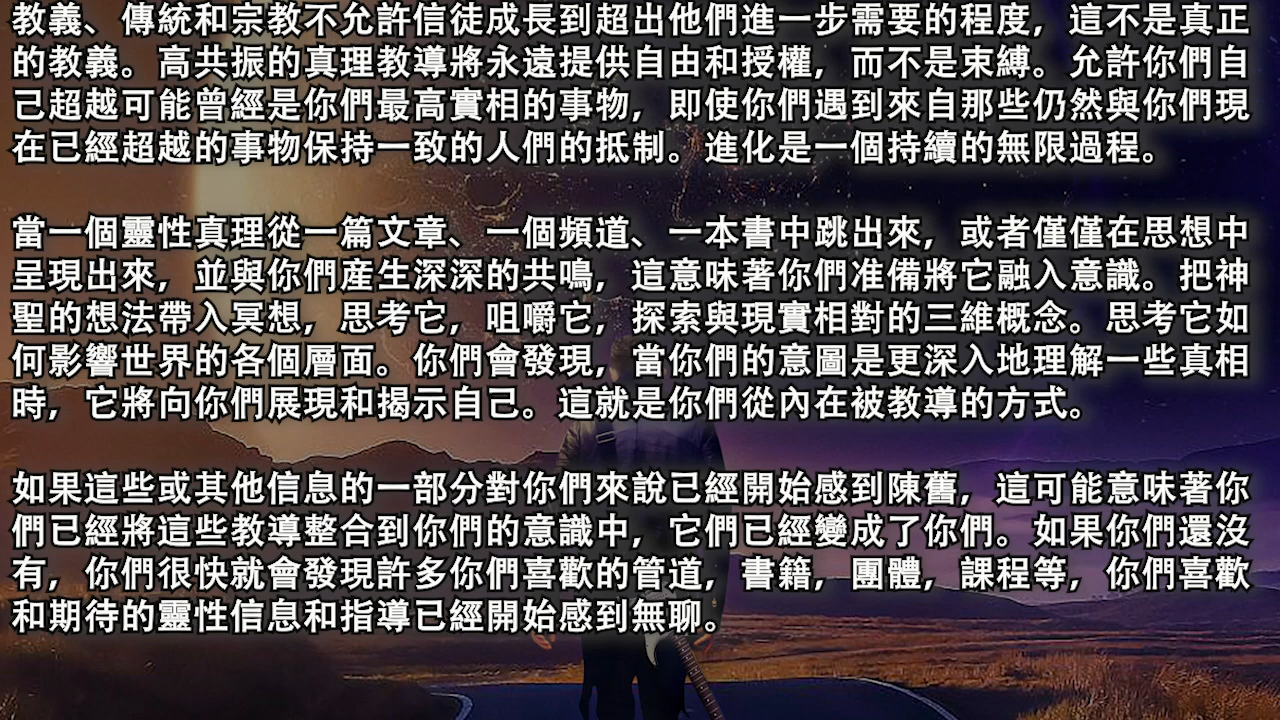 教義、傳統和宗教不允許信徒成長到超出他們進一步需要的程度，這不是真正
的教義。高共振的真理教導將永遠提供自由和授權，而不是束縛。允許你們自
己超越可能曾經是你們最高實相的事物，即使你們遇到來自那些仍然與你們現
在已經超越的事物保持一致的人們的抵制。進化是一個持續的無限過程。
當一個靈性真理從一篇文章、一個頻道、一本書中跳出來，或者僅僅在思想中
呈現出來，並與你們産生深深的共鳴，這意味著你們准備將它融入意識。把神
聖的想法帶入冥想，思考它，咀嚼它，探索與現實相對的三維概念。思考它如
何影響世界的各個層面。你們會發現，當你們的意圖是更深入地理解一些真相
時，它將向你們展現和揭示自己。這就是你們從內在被教導的方式。
如果這些或其他信息的一部分對你們來說已經開始感到陳舊，這可能意味著你
們已經將這些教導整合到你們的意識中，它們已經變成了你們。如果你們還沒
有，你們很快就會發現許多你們喜歡的管道，書籍，團體，課程等，你們喜歡
和期待的靈性信息和指導已經開始感到無聊。